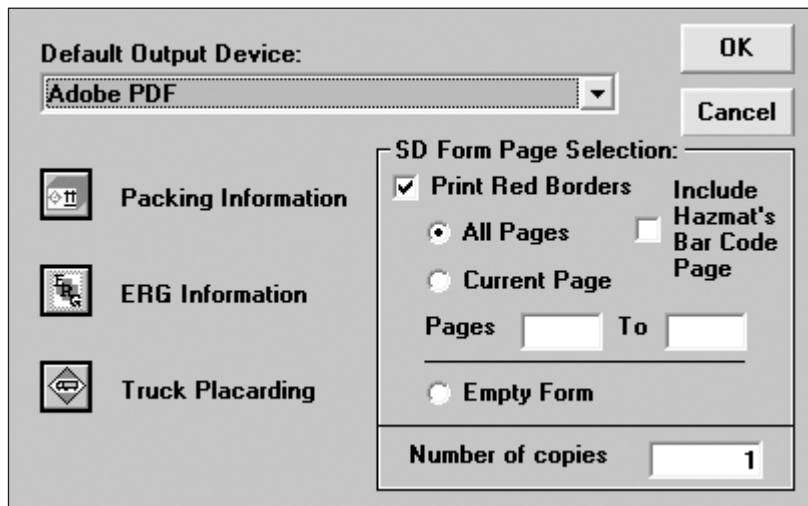 Default Output Device:
Adobe PDF
OK
Cancel
Packing Information
ERG
ERG Information
Truck Placarding
SD Form Page Selection:
Print Red Borders
Include
Hazmat's
Bar Code
Page
All Pages
Current Page
Pages To
Empty Form
Number of copies 1